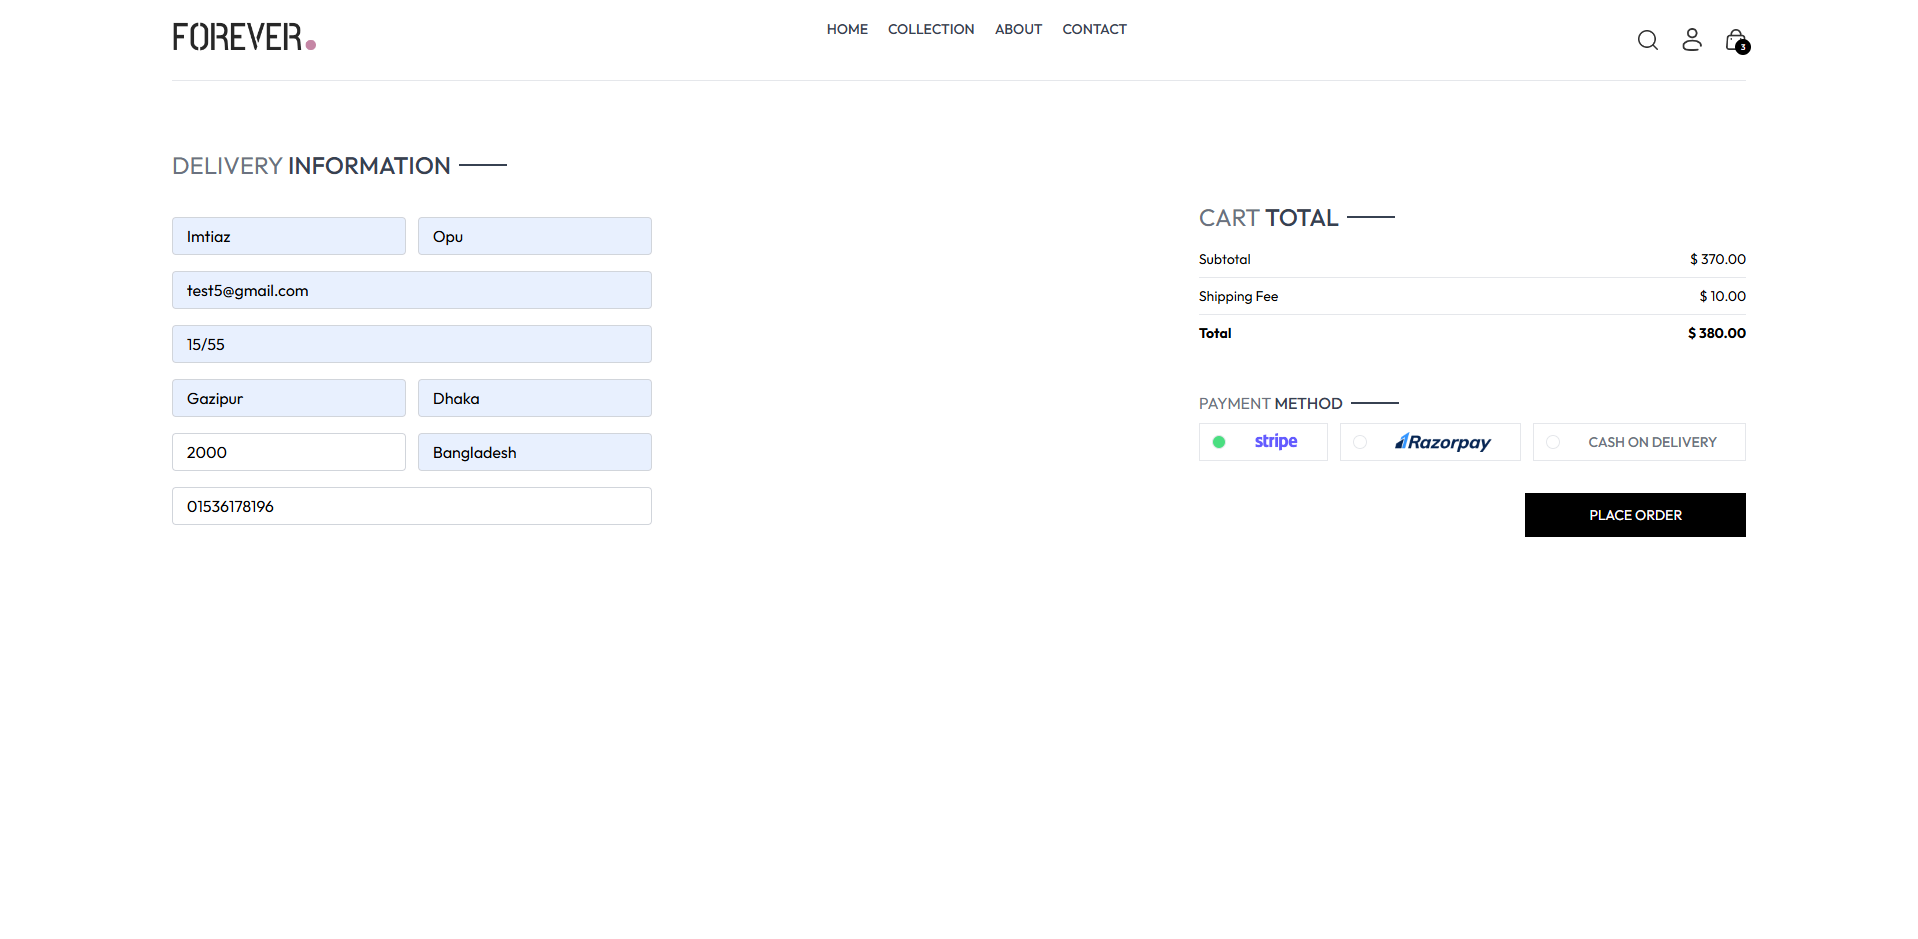 FOREVER.
HOME COLLECTION ABOUT CONTACT
3
DELIVERY INFORMATION
Imtiaz Opu
test5@gmail.com
15/55
Gazipur Dhaka
2000 Bangladesh
01536178196
CART TOTAL
Subtotal $ 370.00
Shipping Fee $ 10.00
Total $ 380.00
PAYMENT METHOD
stripe Razorpay CASH ON DELIVERY
PLACE ORDER